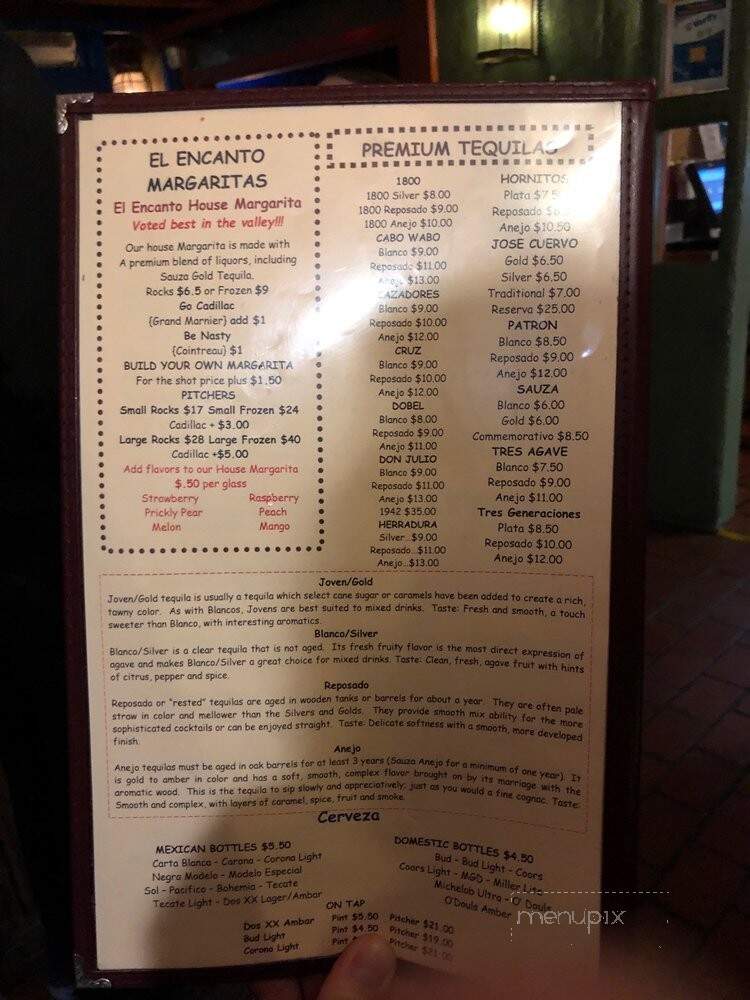 EL ENCANTO
MARGARITAS
El Encanto House Margarita
Voted best in the valley!!!
Our house Margarita is made with
A premium blend of liquors, including
Sauza Gold Tequila.
Rocks $6.5 or Frozen $9
Go Cadillac
{Grand Marnier} add $1
Be Nasty
{Cointreau} $1
BUILD YOUR OWN MARGARITA
For the shot price plus $1.50
PITCHERS
Small Rocks $17 Small Frozen $24
Cadillac + $3.00
Large Rocks $28 Large Frozen $40
Cadillac +$5.00
Add flavors to our House Margarita
$.50 per glass
Strawberry Raspberry
Prickly Pear Peach
Melon Mango
PREMIUM TEQUILAS
1800
1800 Silver $8.00
1800 Reposado $9.00
1800 Anejo $10.00
CABO WABO
Blanco $9.00
Reposado $11.00
Anejo $13.00
CAZADORES
Blanco $9.00
Reposado $10.00
Anejo $12.00
CRUZ
Blanco $9.00
Reposado $10.00
Anejo $12.00
DOBEL
Blanco $8.00
Reposado $9.00
Anejo $11.00
DON JULIO
Blanco $9.00
Reposado $11.00
Anejo $13.00
1942 $35.00
HERRADURA
Silver..$9.00
Reposado..$11.00
Anejo..$13.00
HORNITOS
Plata
Reposado
Anejo $10.50
JOSE CUERVO
Gold $6.50
Silver $6.50
Traditional $7.00
Reserva $25.00
PATRON
Blanco $8.50
Reposado $9.00
Anejo $12.00
SAUZA
Blanco $6.00
Gold $6.00
Commemorativo $8.50
TRES AGAVE
Blanco $7.50
Reposado $9.00
Anejo $11.00
Tres Generaciones
Plata $8.50
Reposado $10.00
Anejo $12.00
Joven/Gold
Joven/Gold tequila is usually a tequila which select cane sugar or caramels have been added to create a rich,
tawny color. As with Blancos, Jovens are best suited to mixed drinks. Taste: Fresh and smooth, a touch
sweeter than Blanco, with interesting aromatics.
Blanco/Silver
Blanco/Silver is a clear tequila that is not aged. Its fresh fruity flavor is the most direct expression of
agave and makes Blanco/Silver a great choice for mixed drinks. Taste: Clean, fresh, agave fruit with hints
of citrus, pepper and spice.
Reposado
Reposado or "rested" tequilas are aged in wooden tanks or barrels for about a year. They are often pale
straw in color and mellower than the Silvers and Golds. They provide smooth mix ability for the more
sophisticated cocktails or can be enjoyed straight. Taste: Delicate softness with a smooth, more developed
finish.
Anejo
Anejo tequilas must be aged in oak barrels for at least 3 years (Sauza Anejo for a minimum of one year). It
is gold to amber in color and has a soft, smooth, complex flavor brought on by its marriage with the
aromatic wood. This is the tequila to sip slowly and appreciatively; just as you would a fine cognac. Taste:
Smooth and complex, with layers of caramel, spice, fruit and smoke.
Cerveza
MEXICAN BOTTLES $5.50
Carta Blanca - Corona - Corona Light
Negra Modelo - Modelo Especial
Sol - Pacifico - Bohemia - Tecate
Tecate Light - Dos XX Lager/Ambar
DOMESTIC BOTTLES $4.50
Bud - Bud Light - Coors
Coors Light - MGD - Miller Lite
Michelob Ultra - O' Douls
O'Douls Amber
ON TAP
Dos XX Ambar Pint $5.50 Pitcher $21.00
Bud Light Pint $4.50 Pitcher $19.00
Corona Light Pint Pitcher $21.00
menupix